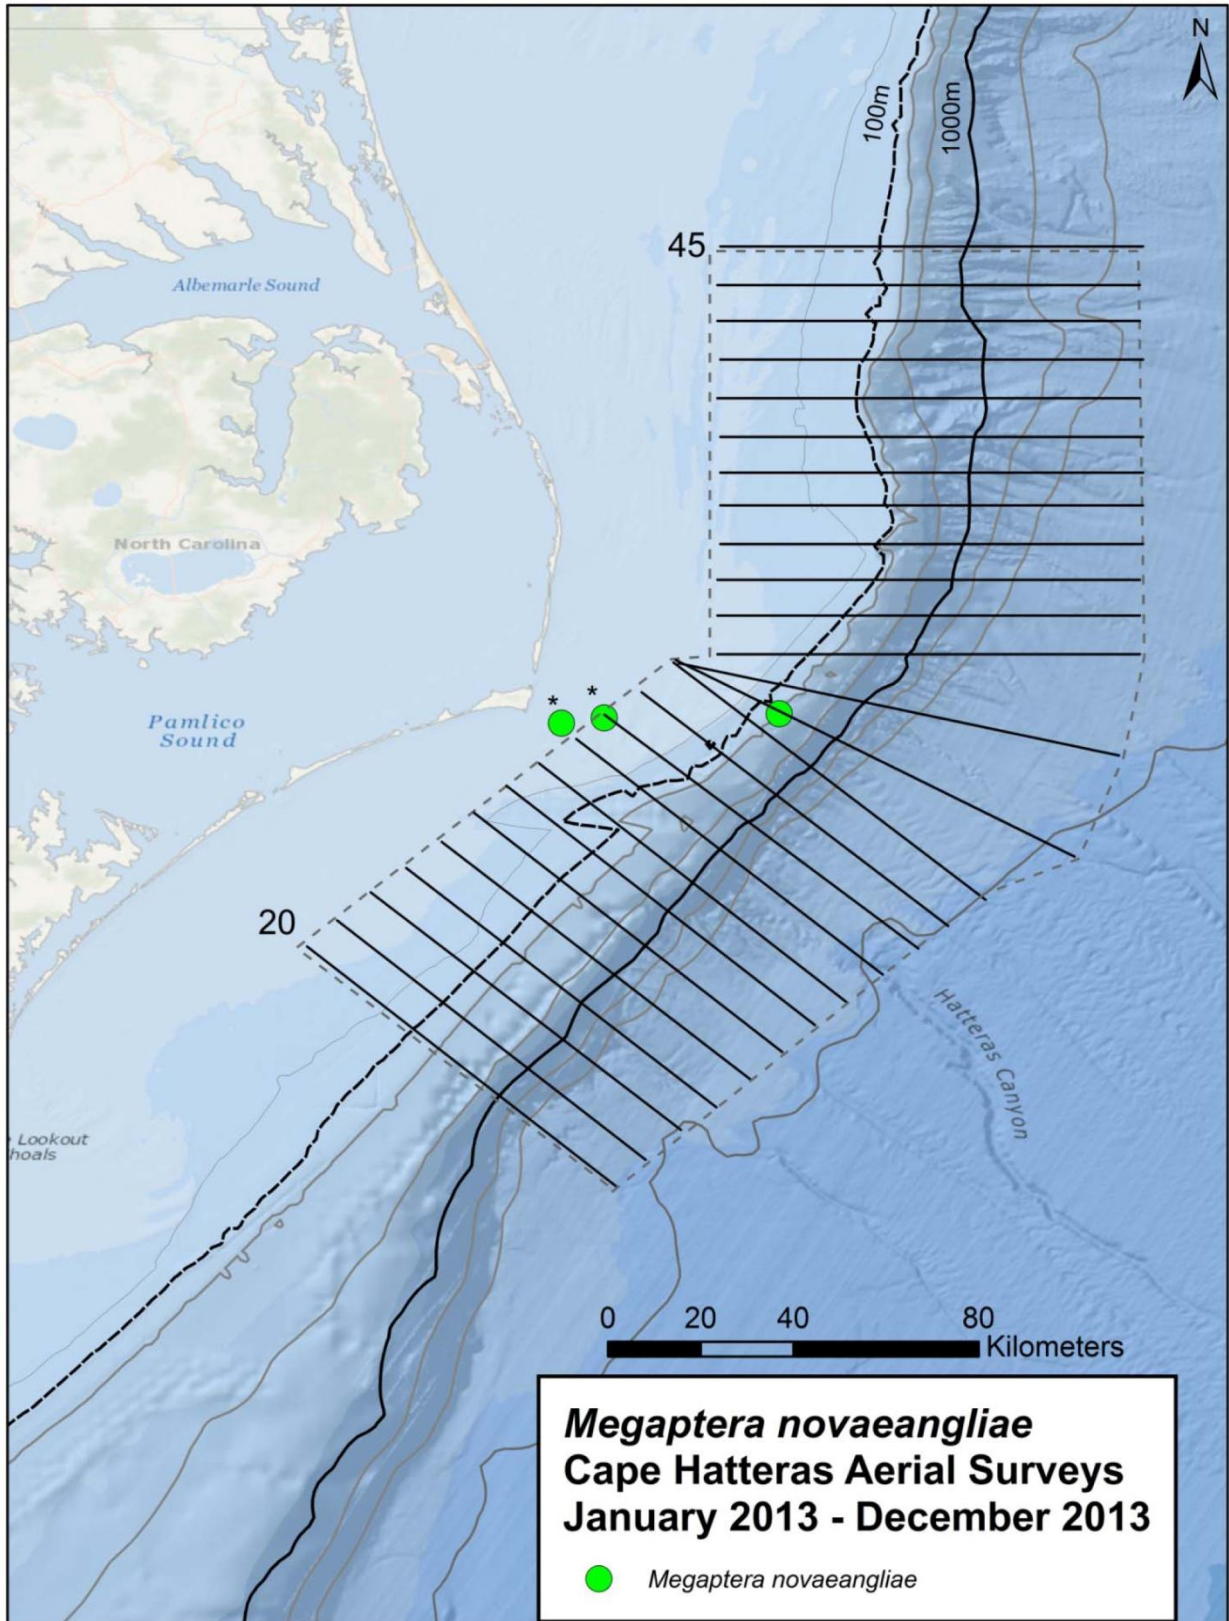 N
100m
1000m
45
Albemarle Sound
North Carolina
*
*
Pamlico
Sound
20
Hatteras Canyon
Lookout
hoals
0 20 40 80
Kilometers
Megaptera novaeangliae
Cape Hatteras Aerial Surveys
January 2013 - December 2013
Megaptera novaeangliae